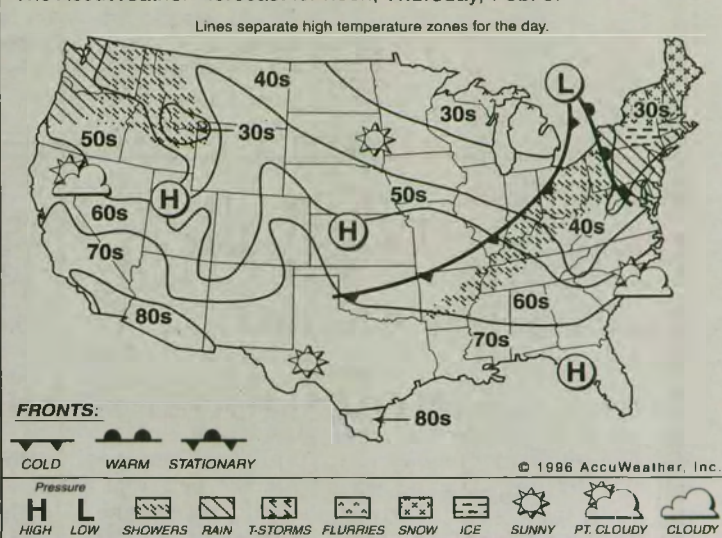 Lines separate high temperature zones for the day.
40s
30s
50s
30s
L
30s
H
60s
50s
H
40s
70s
60s
80s
70s
H
80s
FRONTS:
COLD WARM STATIONARY
© 1996 AccuWeather, Inc.
Pressure
H L
HIGH LOW SHOWERS RAIN T-STORMS FLURRIES SNOW ICE SUNNY PT. CLOUDY CLOUDY